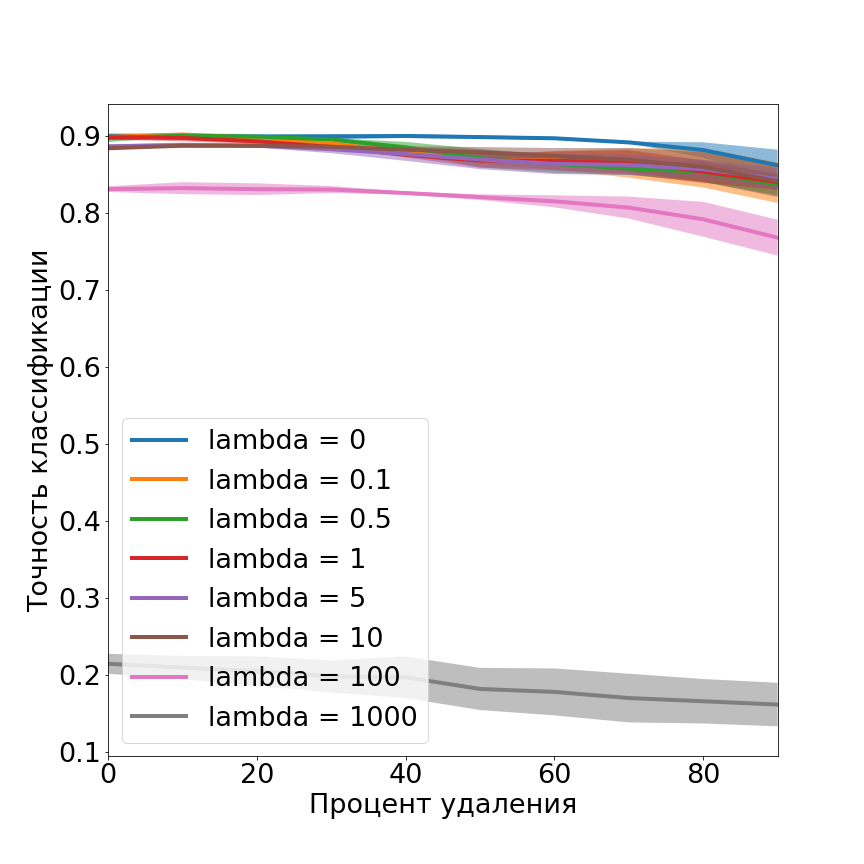 Точность классификации
0.9
0.8
0.7
0.6
0.5
0.4
0.3
0.2
0.1
lambda = 0
lambda = 0.1
lambda = 0.5
lambda = 1
lambda = 5
lambda = 10
lambda = 100
lambda = 1000
0 20 40 60 80
Процент удаления